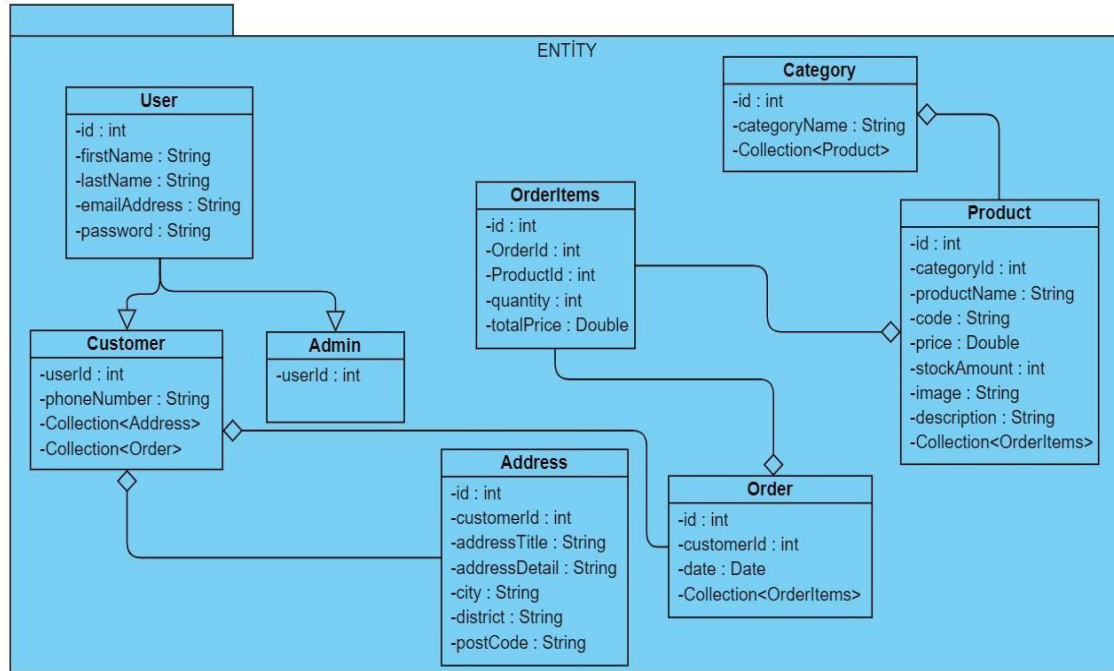 ENTİTY
User
-id : int
-firstName : String
-lastName : String
-emailAddress : String
-password : String
Category
-id : int
-categoryName : String
-Collection<Product>
OrderItems
-id : int
-OrderId : int
-ProductId : int
-quantity : int
-totalPrice : Double
Product
-id : int
-categoryId : int
-productName : String
-code : String
-price : Double
-stockAmount : int
-image : String
-description : String
-Collection<OrderItems>
Customer
-userId : int
-phoneNumber : String
-Collection<Address>
-Collection<Order>
Admin
-userId : int
Address
-id : int
-customerId : int
-addressTitle : String
-addressDetail : String
-city : String
-district : String
-postCode : String
Order
-id : int
-customerId : int
-date : Date
-Collection<OrderItems>